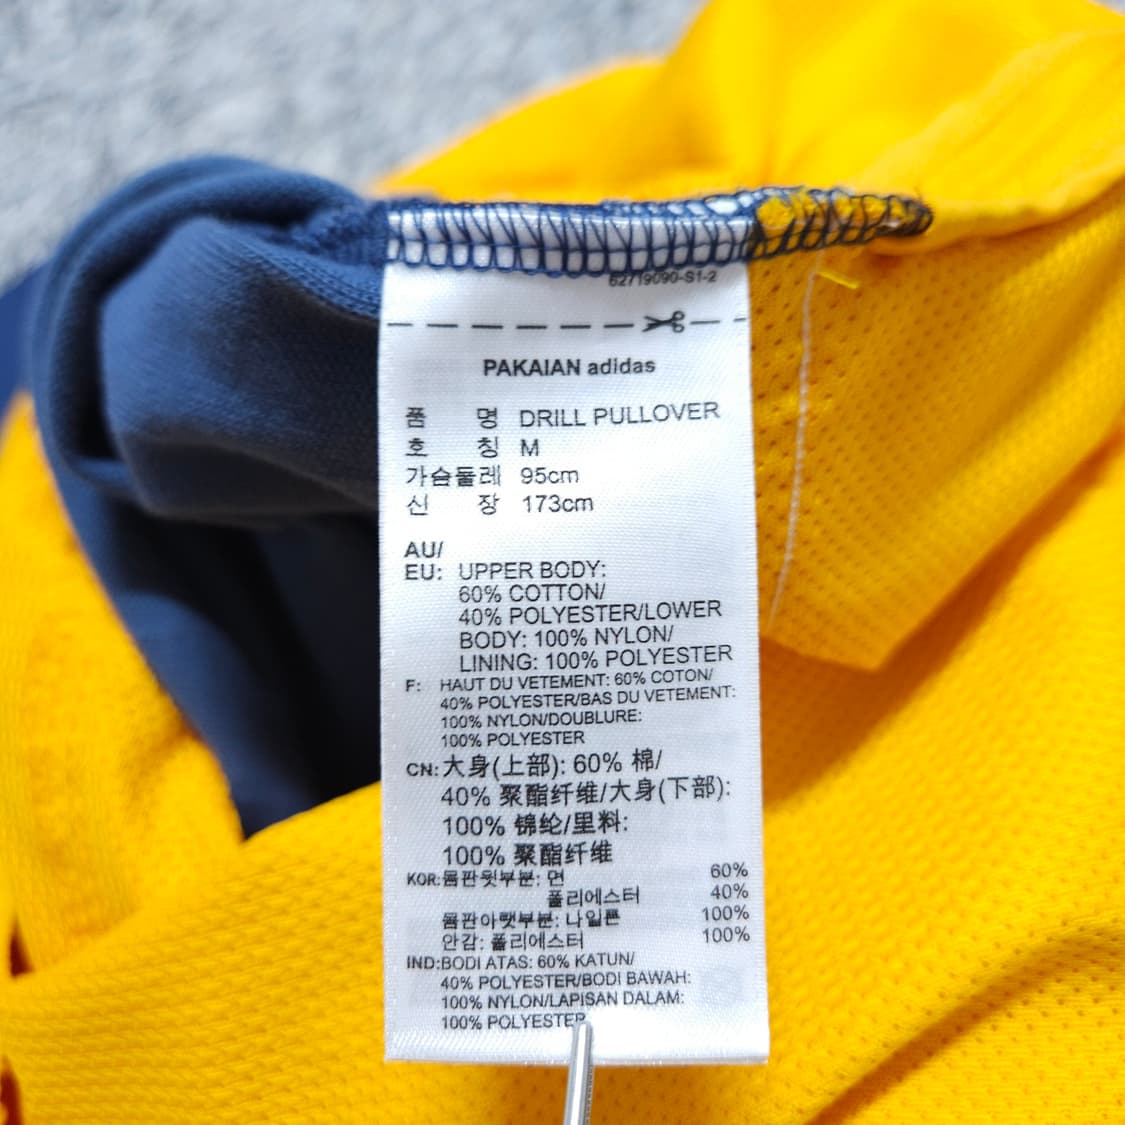 62719090-S1-2
PAKAIAN adidas
품 명 DRILL PULLOVER
호 칭 M
가슴둘레 95cm
신 장 173cm
AU/
EU: UPPER BODY:
60% COTTON/
40% POLYESTER/LOWER
BODY: 100% NYLON/
LINING: 100% POLYESTER
F: HAUT DU VETEMENT: 60% COTON/
40% POLYESTER/BAS DU VETEMENT:
100% NYLON/DOUBLURE:
100% POLYESTER
CN: 大身(上部): 60% 棉/
40% 聚酯纤维/大身(下部):
100% 锦纶/里料:
100% 聚酯纤维
KOR: 몸판윗부분: 면 60%
폴리에스터 40%
몸판아랫부분: 나일론 100%
안감: 폴리에스터 100%
IND: BODI ATAS: 60% KATUN/
40% POLYESTER/BODI BAWAH:
100% NYLON/LAPISAN DALAM:
100% POLYESTER